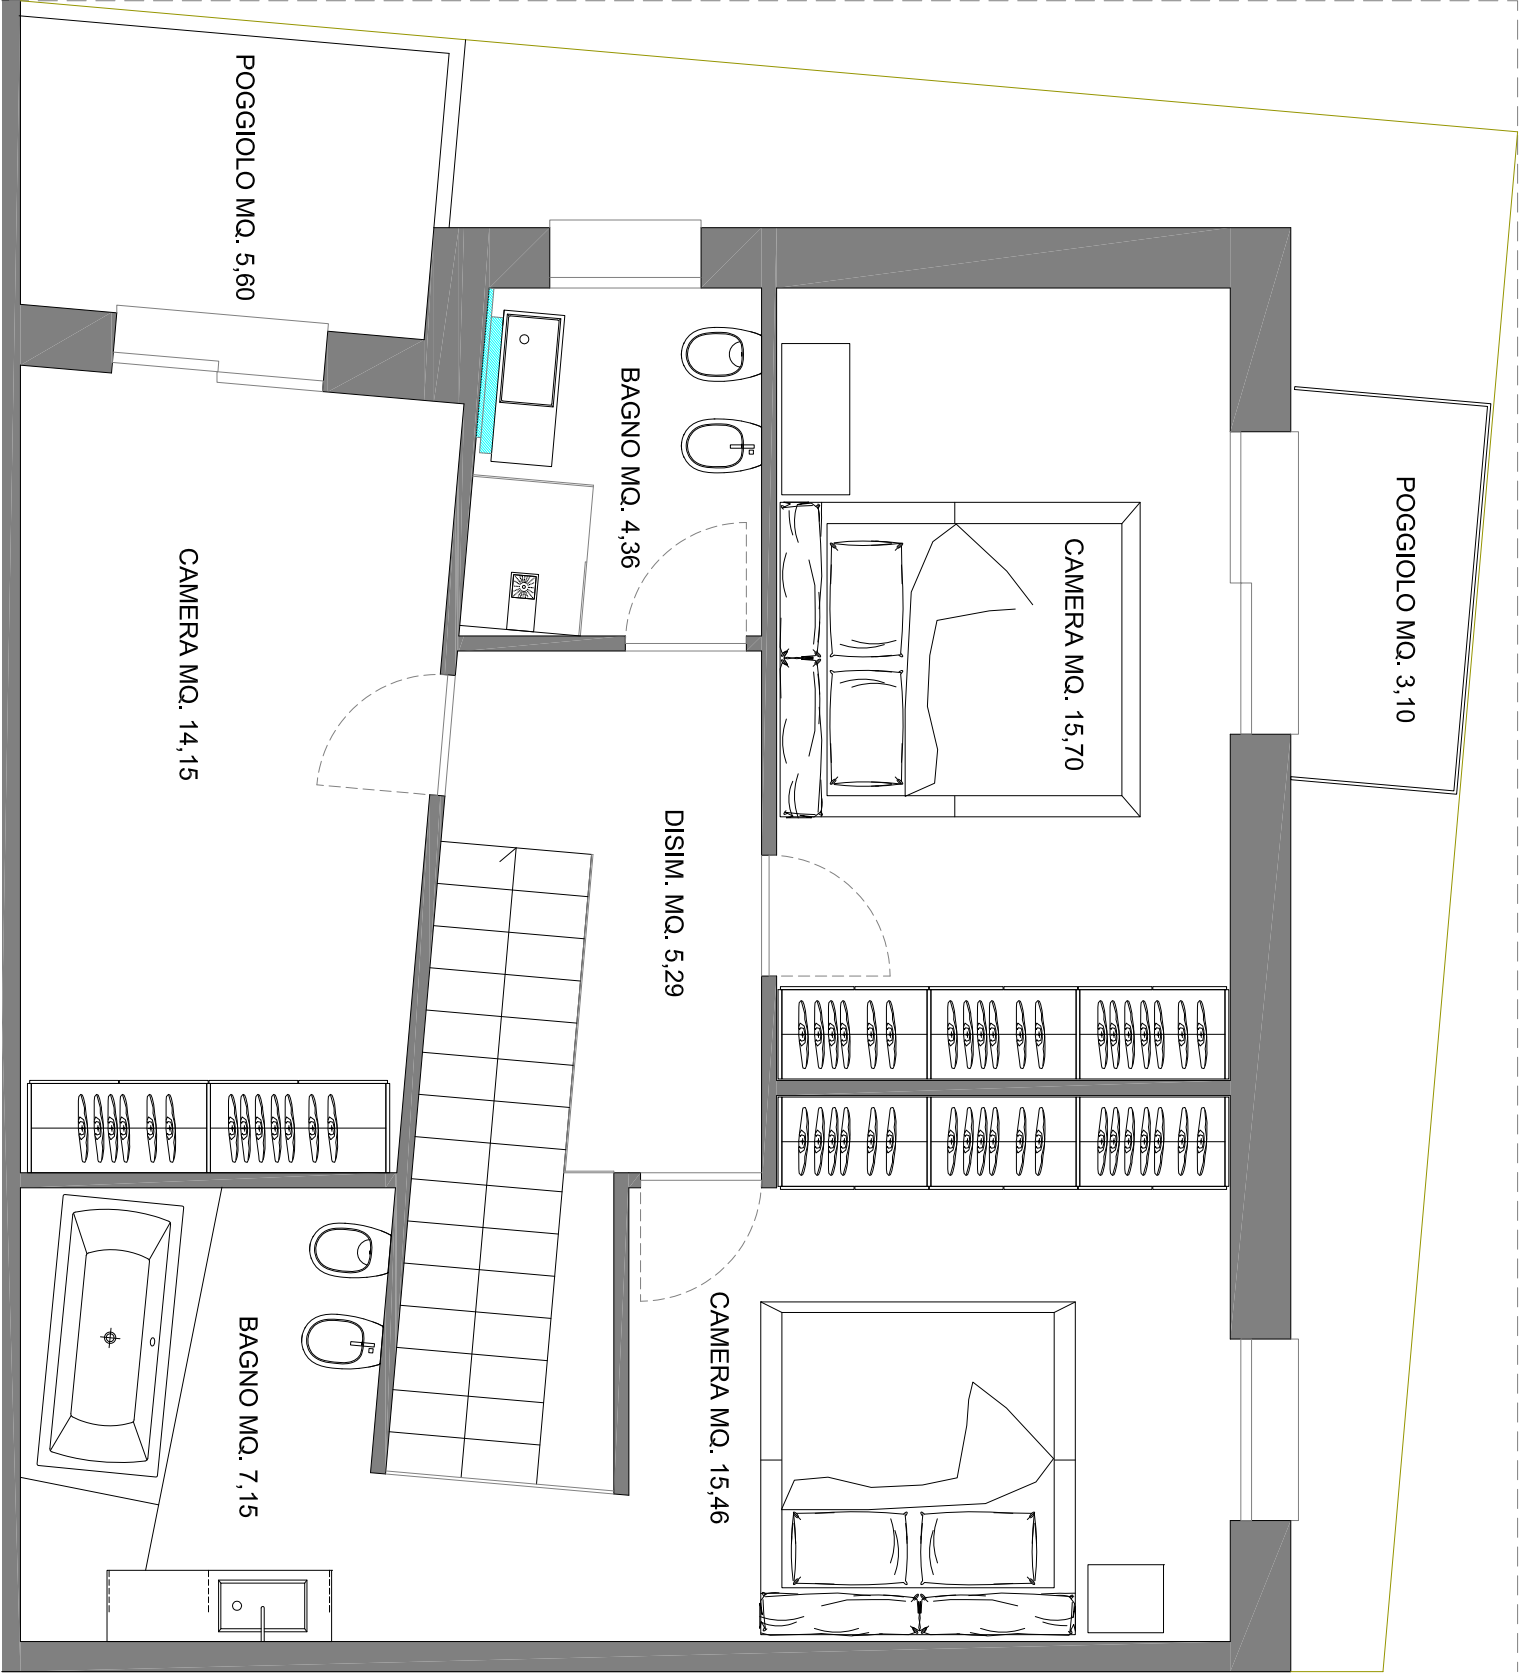 POGGIOLO MQ. 5,60
BAGNO MQ. 4,36
CAMERA MQ. 15,70
POGGIOLO MQ. 3,10
CAMERA MQ. 14,15
DISIM. MQ. 5,29
BAGNO MQ. 7,15
CAMERA MQ. 15,46